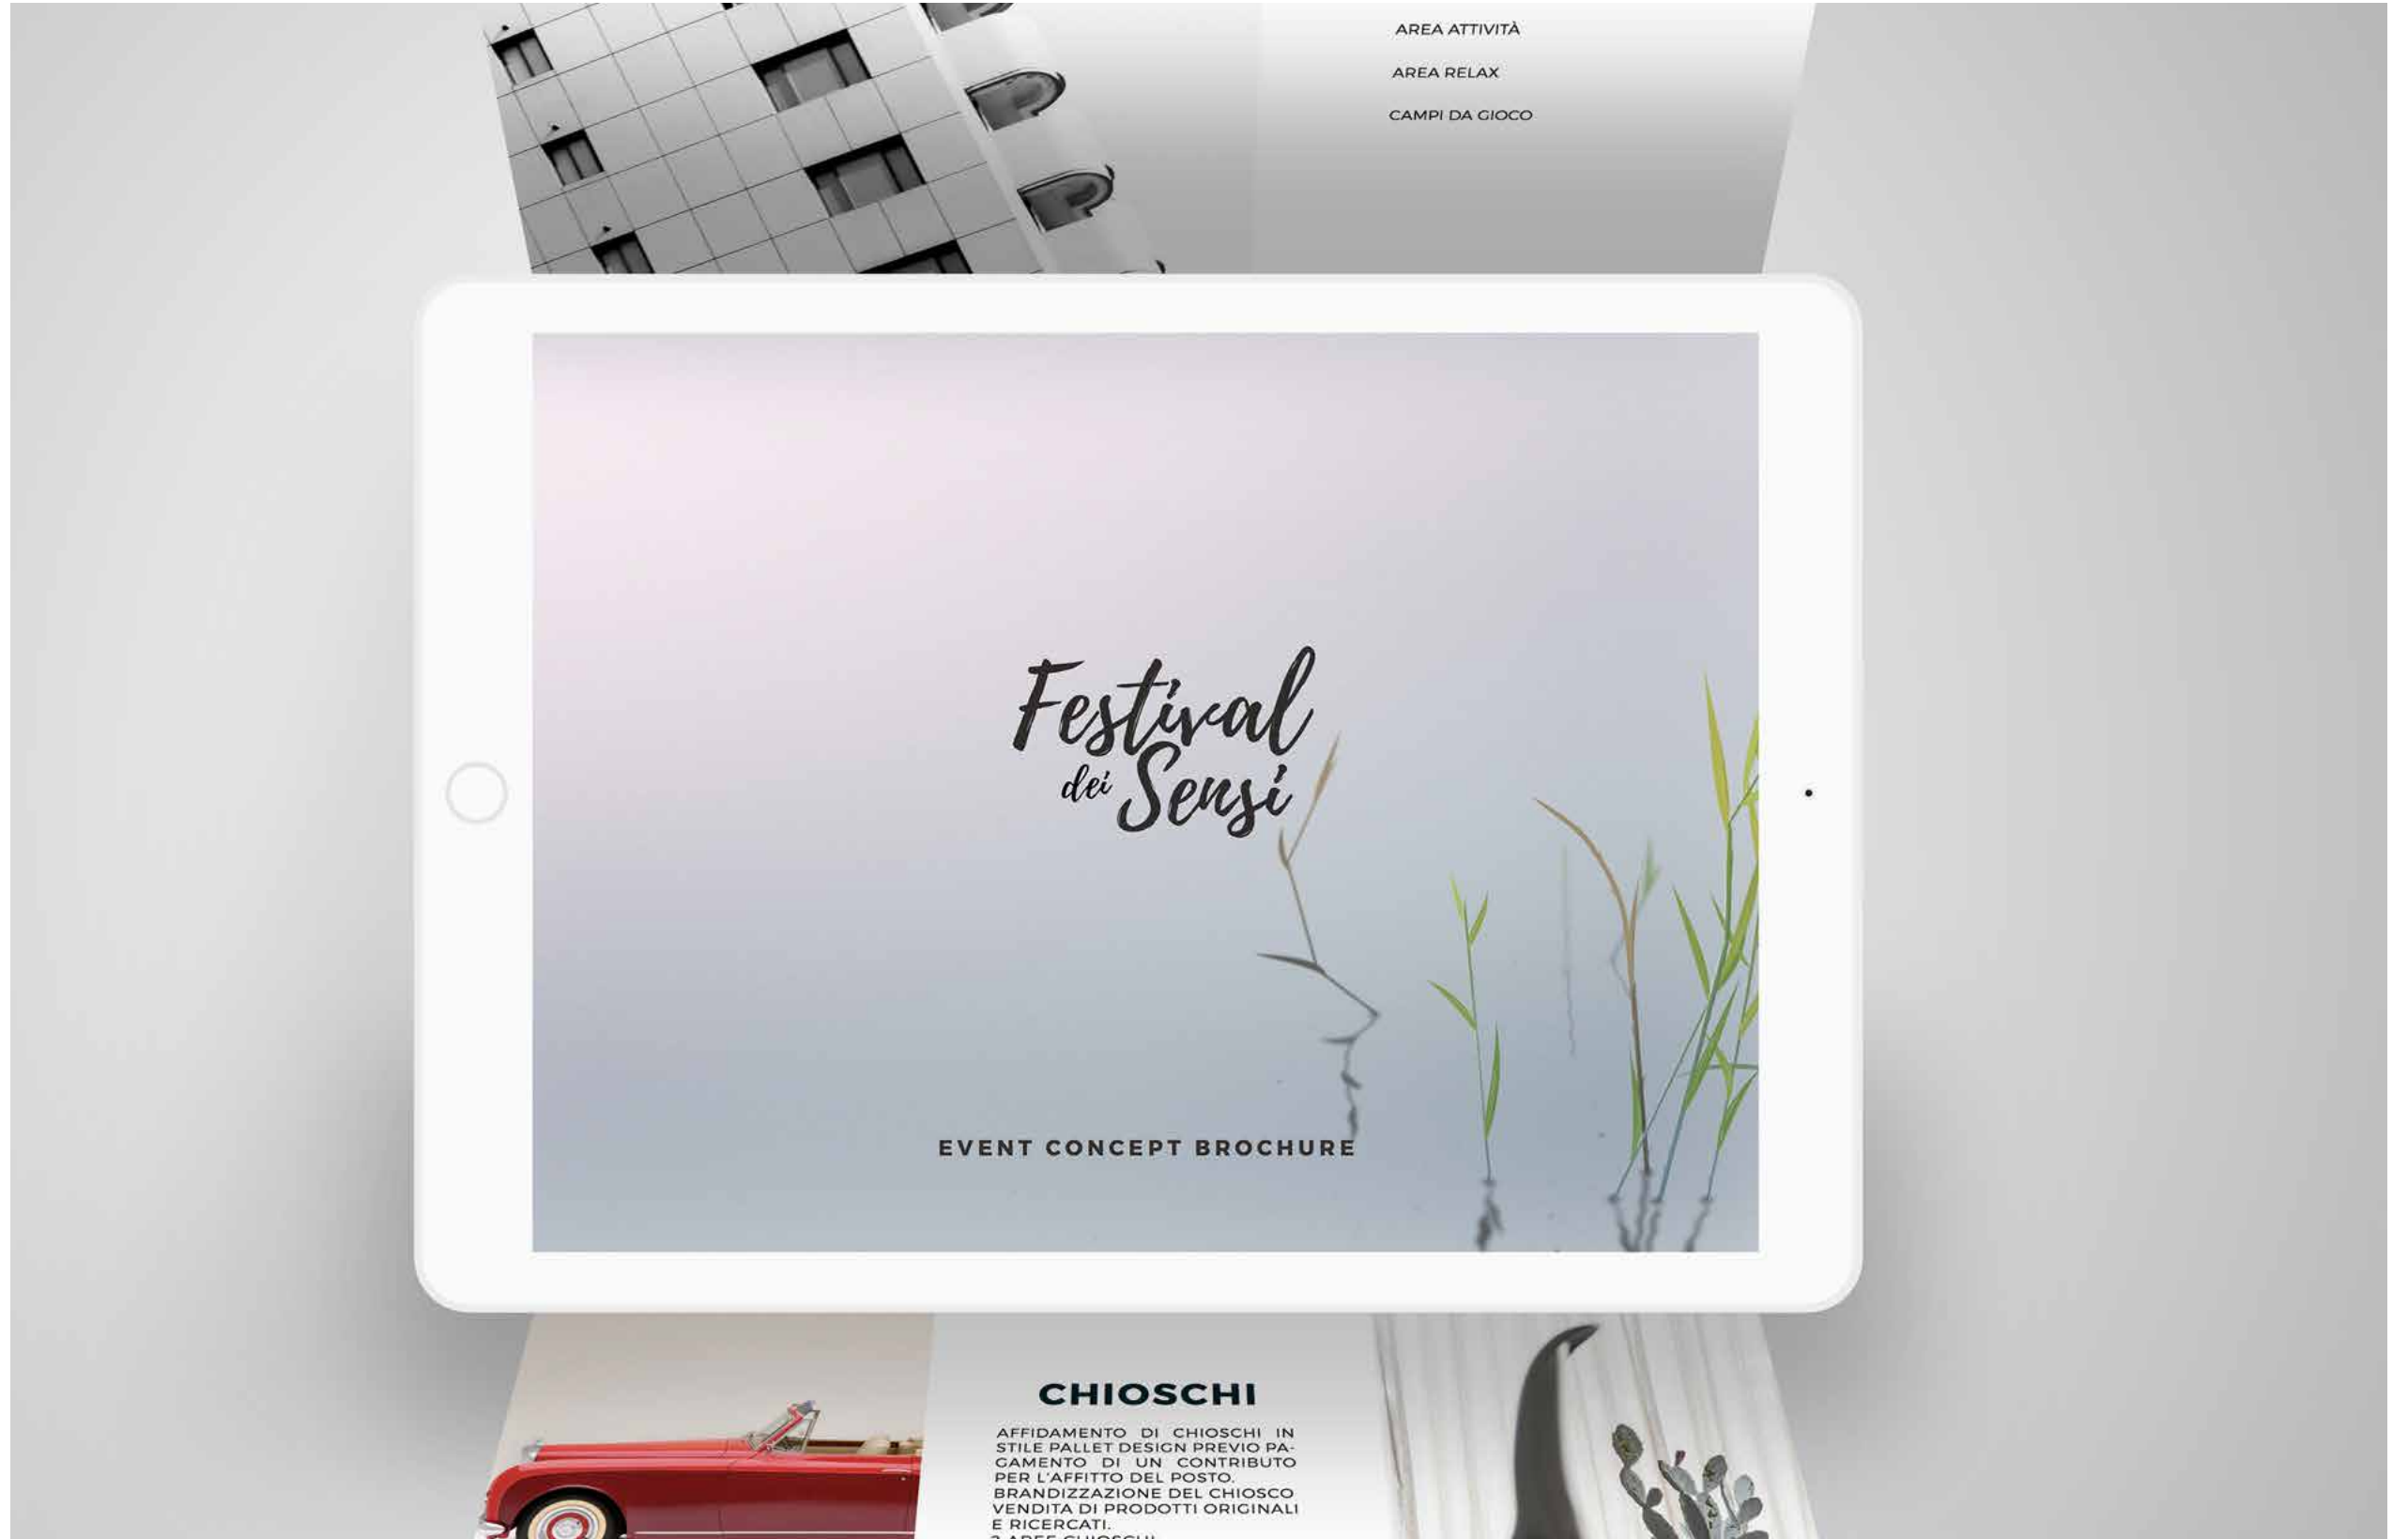 AREA ATTIVITÀ
AREA RELAX
CAMPI DA GIOCO
Festival
dei Sensi
EVENT CONCEPT BROCHURE
CHIOSCHI
AFFIDAMENTO DI CHIOSCHI IN
STILE PALLET DESIGN PREVIO PA-
GAMENTO DI UN CONTRIBUTO
PER L'AFFITTO DEL POSTO.
BRANDIZZAZIONE DEL CHIOSCO
VENDITA DI PRODOTTI ORIGINALI
E RICERCATI.
AREE CHIOSCHI